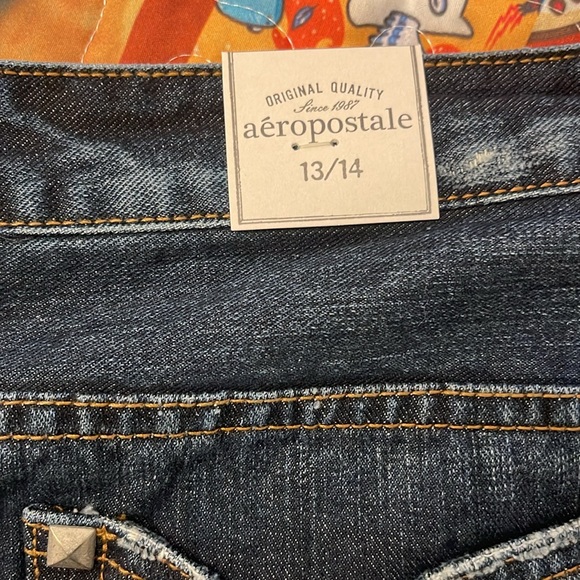 ORIGINAL QUALITY
Since 1987
aéropostale
13/14